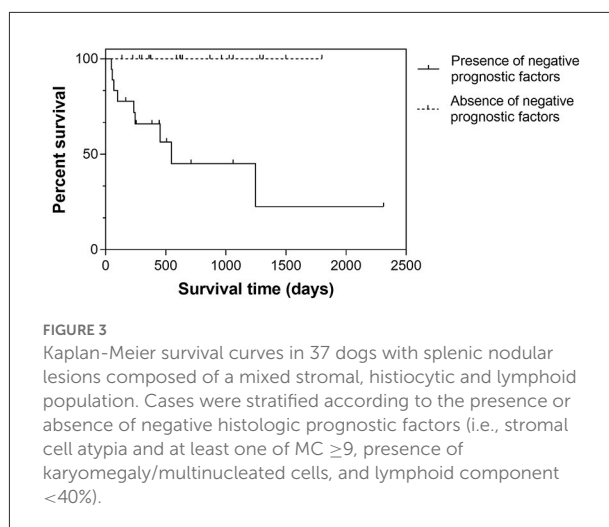 100
50
0
Percent survival
0
500
1000
1500
2000
2500
Survival time (days)
Presence of negative
prognostic factors
Absence of negative
prognostic factors
FIGURE 3
Kaplan-Meier survival curves in 37 dogs with splenic nodular
lesions composed of a mixed stromal, histiocytic and lymphoid
population. Cases were stratified according to the presence or
absence of negative histologic prognostic factors (i.e., stromal
cell atypia and at least one of MC ≥9, presence of
karyomegaly/multinucleated cells, and lymphoid component
<40%).